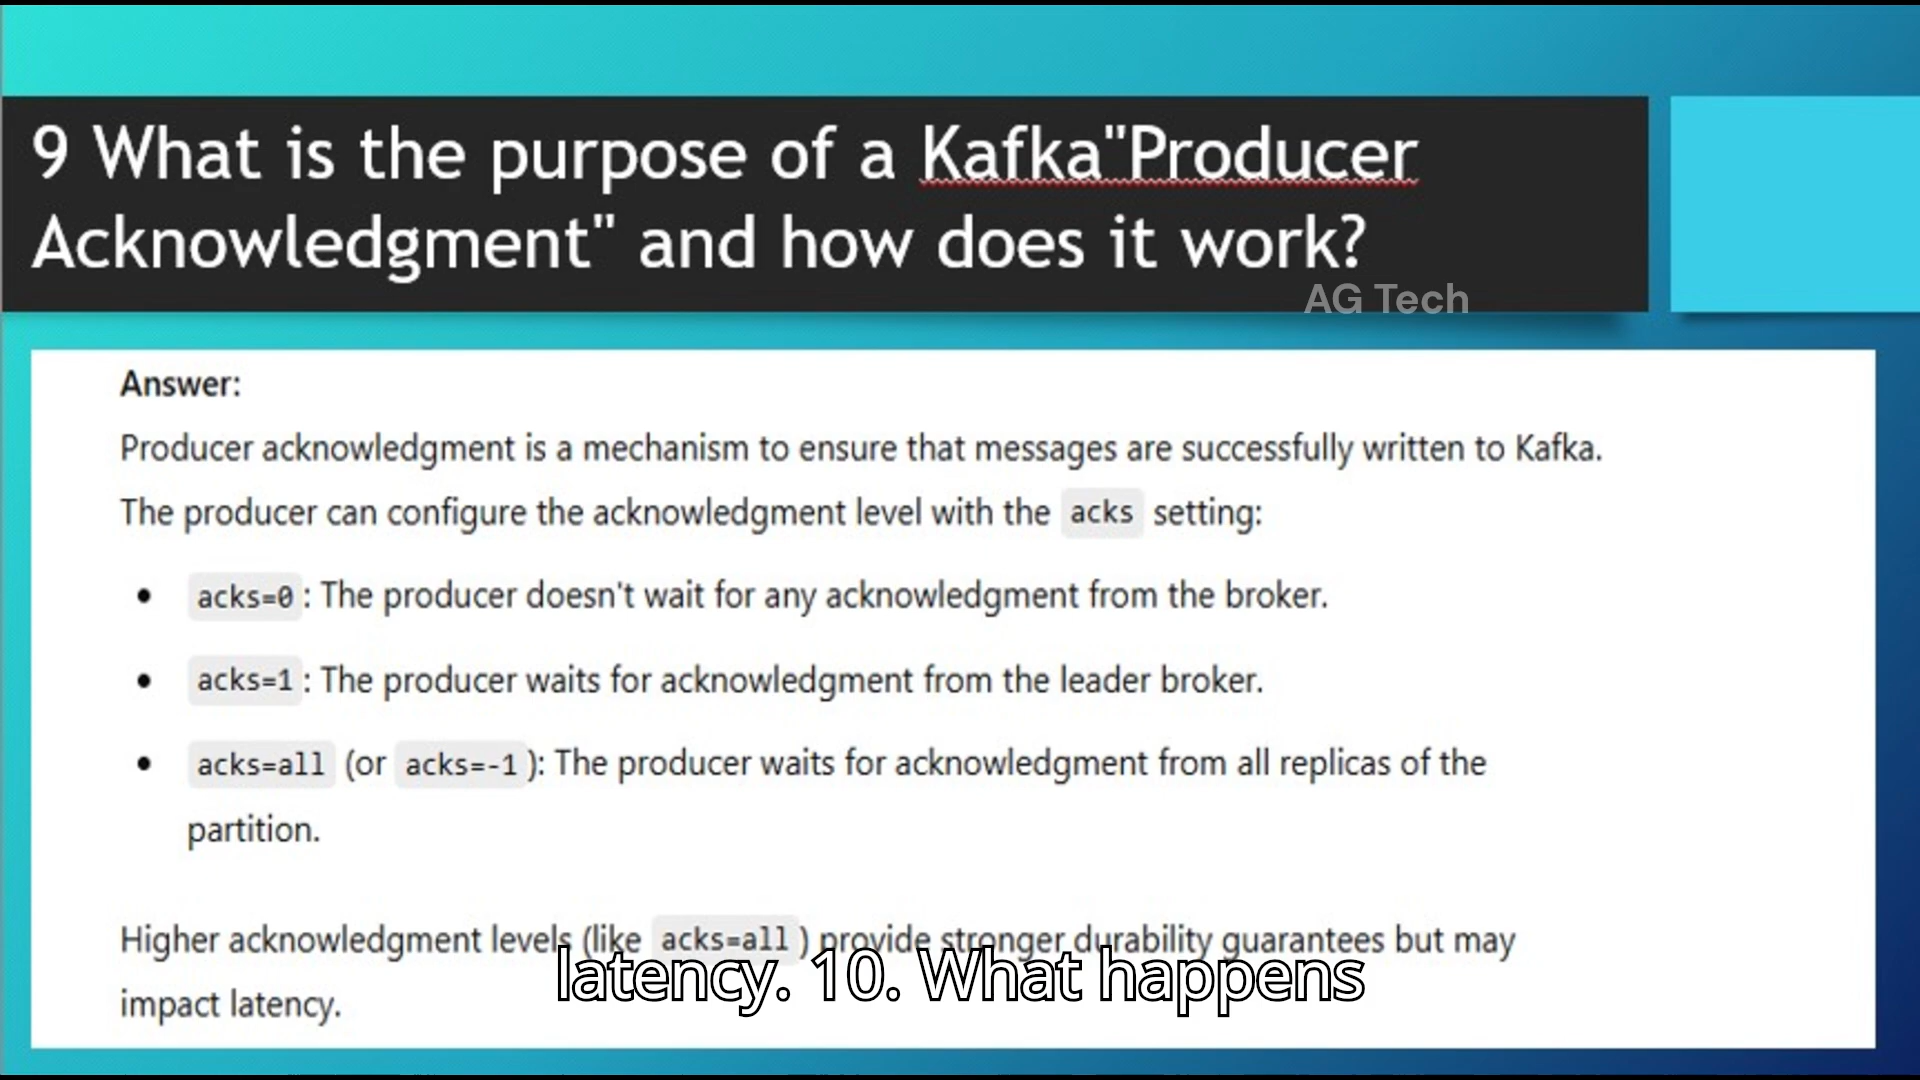 9 What is the purpose of a Kafka"Producer
Acknowledgment" and how does it work?
AG Tech
Answer:
Producer acknowledgment is a mechanism to ensure that messages are successfully written to Kafka.
The producer can configure the acknowledgment level with the acks setting:
• acks=0 : The producer doesn't wait for any acknowledgment from the broker.
• acks=1 : The producer waits for acknowledgment from the leader broker.
• acks=all (or acks=-1 ): The producer waits for acknowledgment from all replicas of the
partition.
Higher acknowledgment levels (like acks=all ) provide stronger durability guarantees but may
impact latency.
latency. 10. What happens